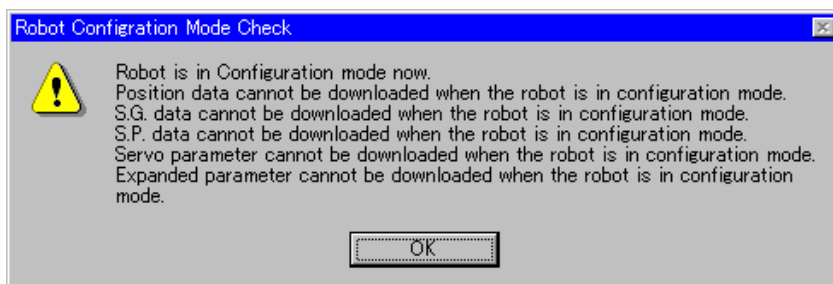 Robot Configration Mode Check
Robot is in Configuration mode now.
Position data cannot be downloaded when the robot is in configuration mode.
S.G. data cannot be downloaded when the robot is in configuration mode.
S.P. data cannot be downloaded when the robot is in configuration mode.
Servo parameter cannot be downloaded when the robot is in configuration mode.
Expanded parameter cannot be downloaded when the robot is in configuration
mode.
OK